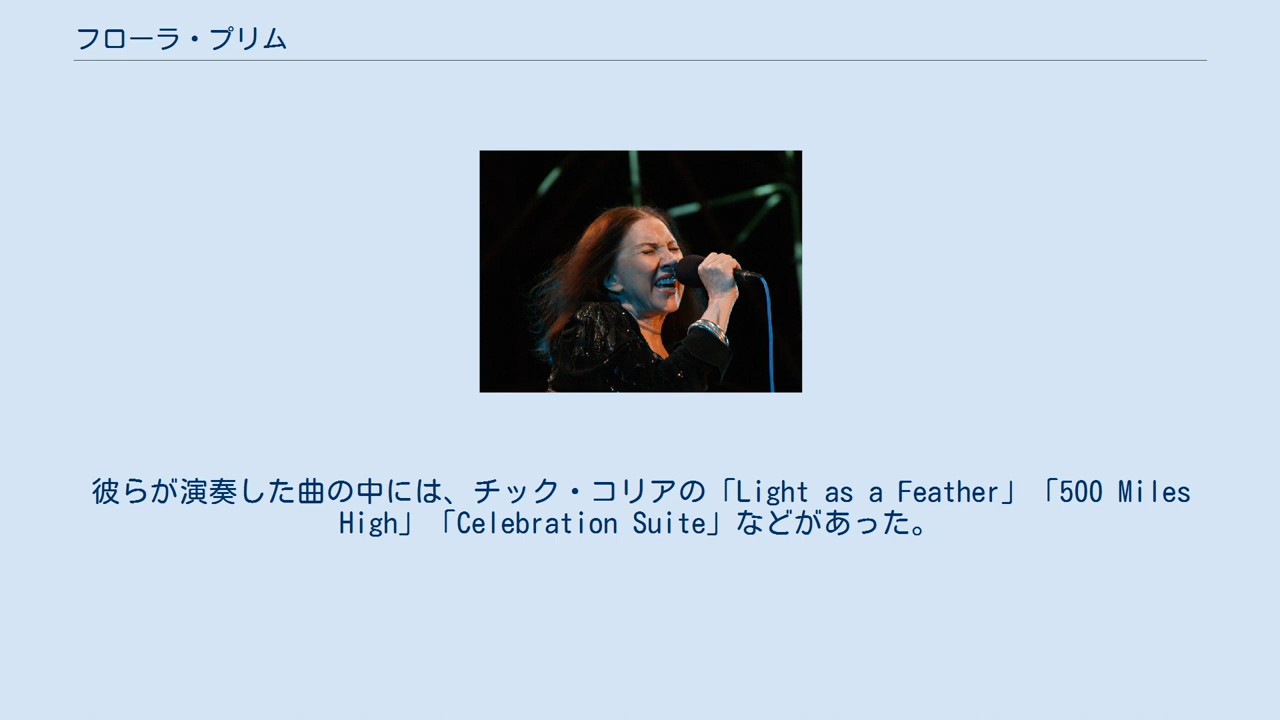 フローラ・プリム
彼らが演奏した曲の中には、チック・コリアの「Light as a Feather」「500 Miles
High」「Celebration Suite」などがあった。